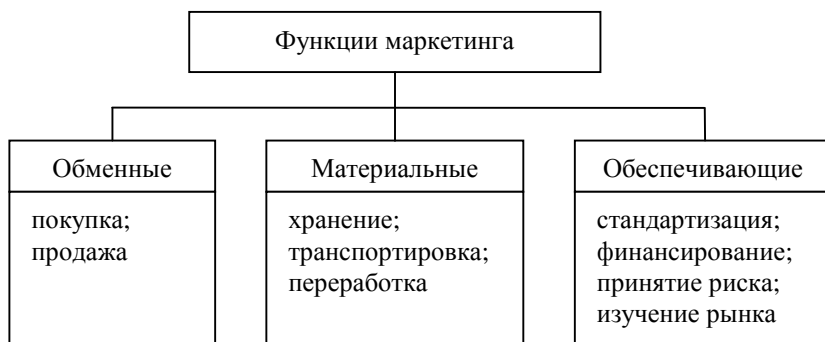 Функции маркетинга
Обменные
покупка;
продажа
Материальные
хранение;
транспортировка;
переработка
Обеспечивающие
стандартизация;
финансирование;
принятие риска;
изучение рынка